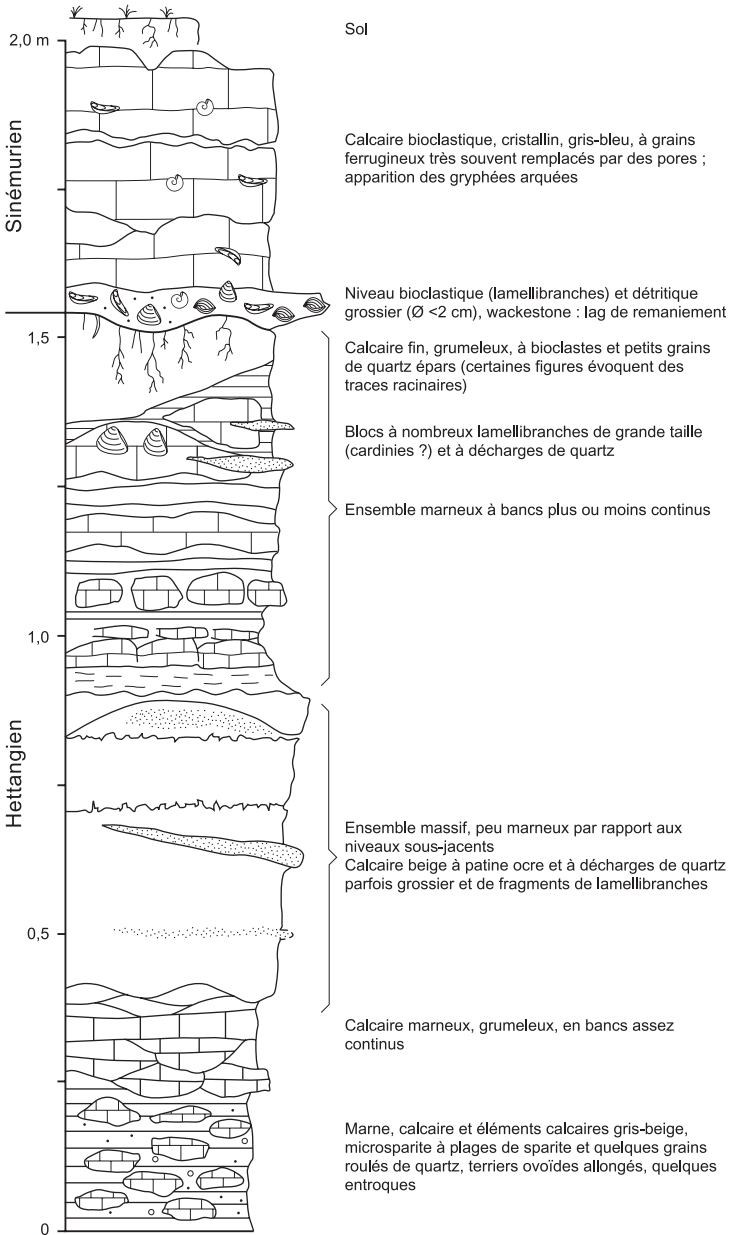 Sol
2,0 m
Sinémurien
Calcaire bioclastique, cristallin, gris-bleu, à grains
ferrugineux très souvent remplacés par des pores ;
apparition des gryphées arquées
Niveau bioclastique (lamellibranches) et détritique
grossier (Ø <2 cm), wackestone : lag de remaniement
1,5
Calcaire fin, grumeleux, à bioclastes et petits grains
de quartz épars (certaines figures évoquent des
traces racinaires)
Blocs à nombreux lamellibranches de grande taille
(cardinies ?) et à décharges de quartz
Ensemble marneux à bancs plus ou moins continus
1,0
Hettangien
Ensemble massif, peu marneux par rapport aux
niveaux sous-jacents
Calcaire beige à patine ocre et à décharges de quartz
parfois grossier et de fragments de lamellibranches
0,5
Calcaire marneux, grumeleux, en bancs assez
continus
Marne, calcaire et éléments calcaires gris-beige,
microsparite à plages de sparite et quelques grains
roulés de quartz, terriers ovoïdes allongés, quelques
entroques
0